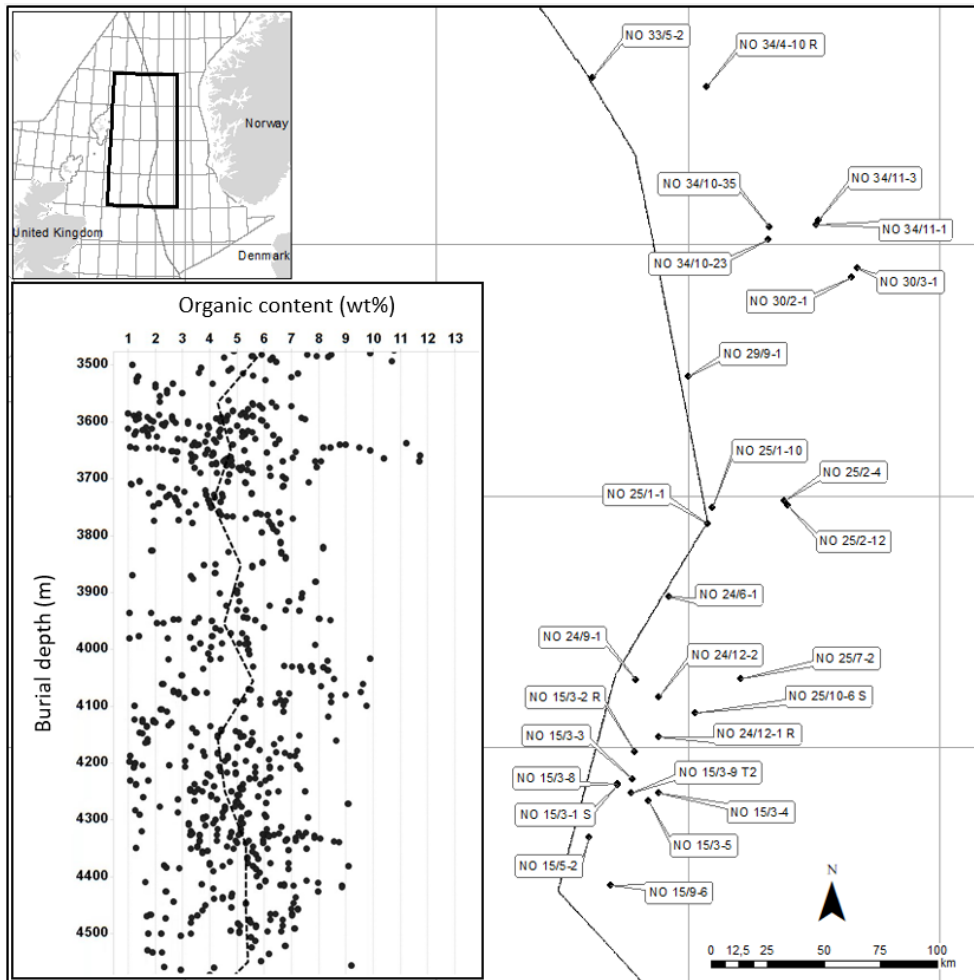 Norway
United Kingdom
Denmark
Organic content (wt%)
1 2 3 4 5 6 7 8 9 10 11 12 13
3500
3600
3700
3800
3900
4000
4100
4200
4300
4400
4500
Burial depth (m)
NO 33/5-2
NO 34/4-10 R
NO 34/10-35
NO 34/11-3
NO 34/11-1
NO 34/10-23
NO 30/3-1
NO 30/2-1
NO 29/9-1
NO 25/1-10
NO 25/2-4
NO 25/1-1
NO 25/2-12
NO 24/6-1
NO 24/9-1
NO 24/12-2
NO 25/7-2
NO 15/3-2 R
NO 25/10-6 S
NO 15/3-3
NO 24/12-1 R
NO 15/3-8
NO 15/3-9 T2
NO 15/3-1 S
NO 15/3-4
NO 15/3-5
NO 15/5-2
NO 15/9-6
N
0 12,5 25 50 75 100
km